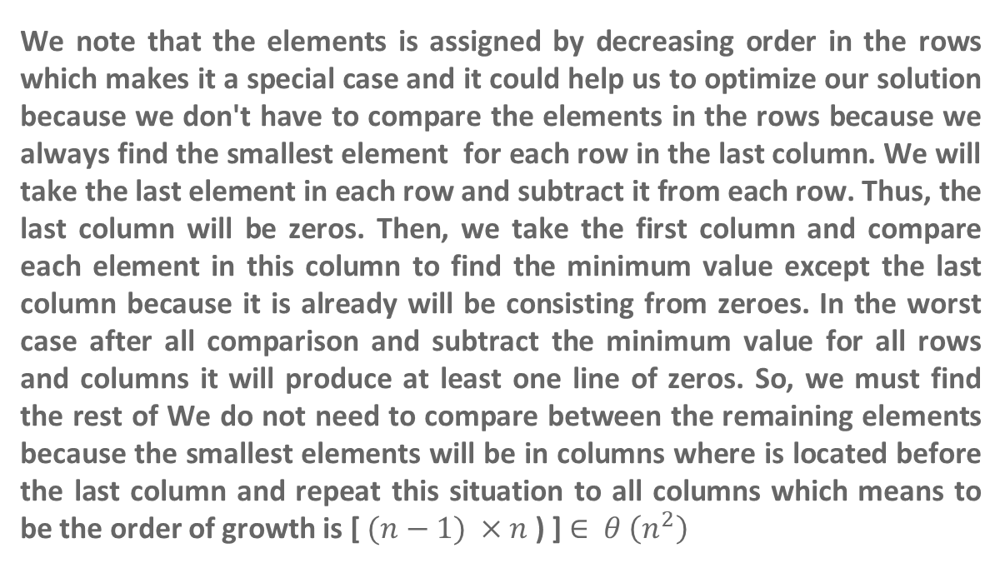 We note that the elements is assigned by decreasing order in the rows
which makes it a special case and it could help us to optimize our solution
because we don't have to compare the elements in the rows because we
always find the smallest element  for each row in the last column. We will
take the last element in each row and subtract it from each row. Thus, the
last column will be zeros. Then, we take the first column and compare
each element in this column to find the minimum value except the last
column because it is already will be consisting from zeroes. In the worst
case after all comparison and subtract the minimum value for all rows
and columns it will produce at least one line of zeros. So, we must find
the rest of We do not need to compare between the remaining elements
because the smallest elements will be in columns where is located before
the last column and repeat this situation to all columns which means to
be the order of growth is [ (n − 1) × n ) ] ∈ θ (n²)